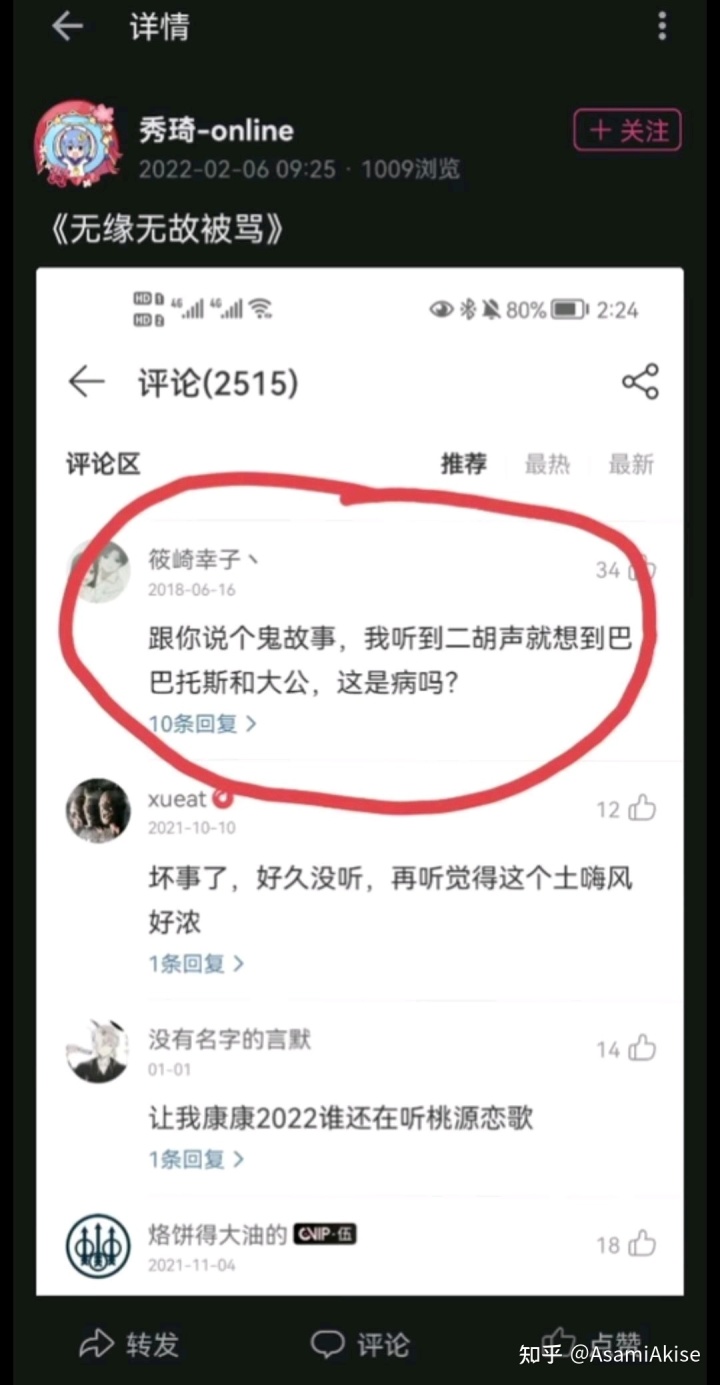 详情
秀琦-online
+ 关注
2022-02-06 09:25 · 1009浏览
《无缘无故被骂》
HD 1 4G 4G 80% 2:24
HD 2
评论(2515)
评论区 推荐 最热 最新
筱崎幸子丶
34
2018-06-16
跟你说个鬼故事，我听到二胡声就想到巴
巴托斯和大公，这是病吗？
10条回复 >
xueat
12
2021-10-10
坏事了，好久没听，再听觉得这个土嗨风
好浓
1条回复 >
没有名字的言默
14
01-01
让我康康2022谁还在听桃源恋歌
1条回复 >
烙饼得大油的 CVIP·伍
18
2021-11-04
转发 评论 点赞
知乎 @AsamiAkise